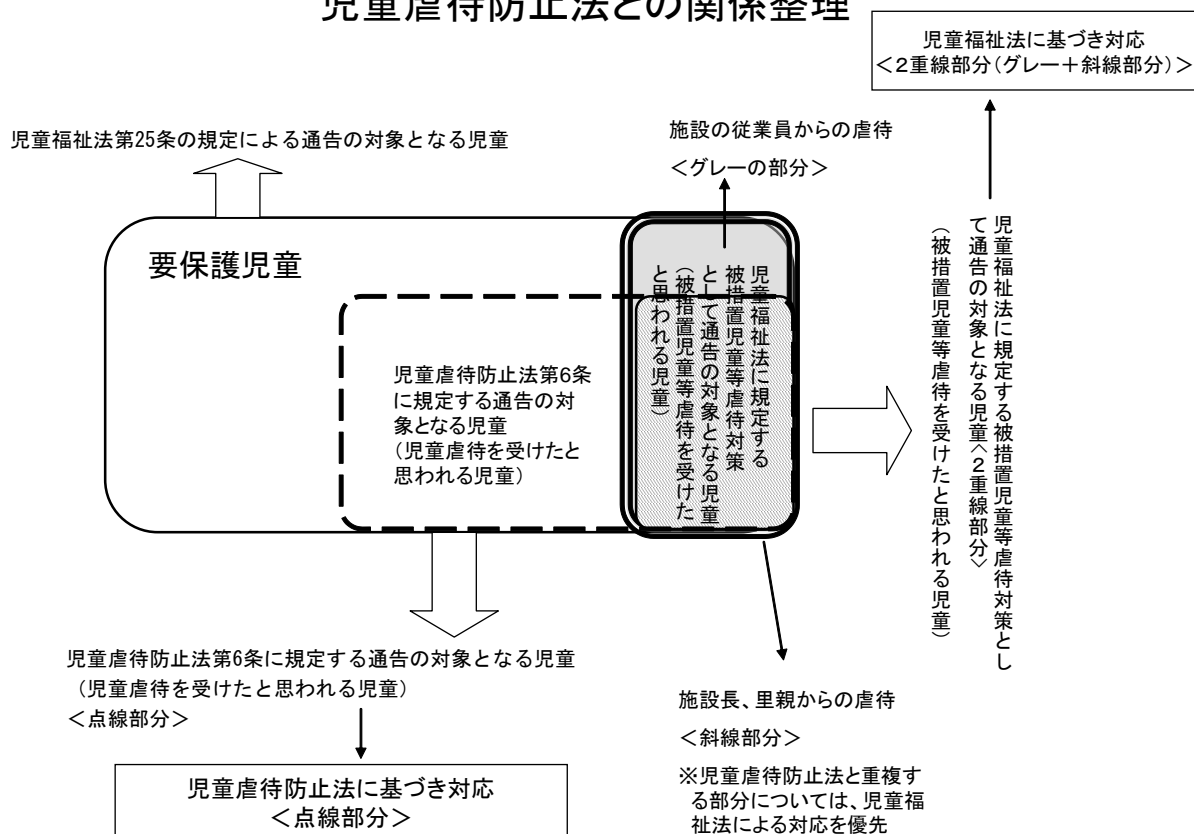 児童虐待防止法との関係整理
児童福祉法に基づき対応
＜2重線部分(グレー＋斜線部分)＞
児童福祉法第25条の規定による通告の対象となる児童
施設の従業員からの虐待
＜グレーの部分＞
要保護児童
児童福祉法に規定する
被措置児童等虐待対策
として通告の対象となる児童
（被措置児童等虐待を受けた
と思われる児童）
児童虐待防止法第6条
に規定する通告の対
象となる児童
（児童虐待を受けたと
思われる児童）
児童福祉法に規定する被措置児童等虐待対策とし
て通告の対象となる児童＜2重線部分＞
（被措置児童等虐待を受けたと思われる児童）
児童虐待防止法第6条に規定する通告の対象となる児童
（児童虐待を受けたと思われる児童）
＜点線部分＞
児童虐待防止法に基づき対応
＜点線部分＞
施設長、里親からの虐待
＜斜線部分＞
※児童虐待防止法と重複す
る部分については、児童福
祉法による対応を優先